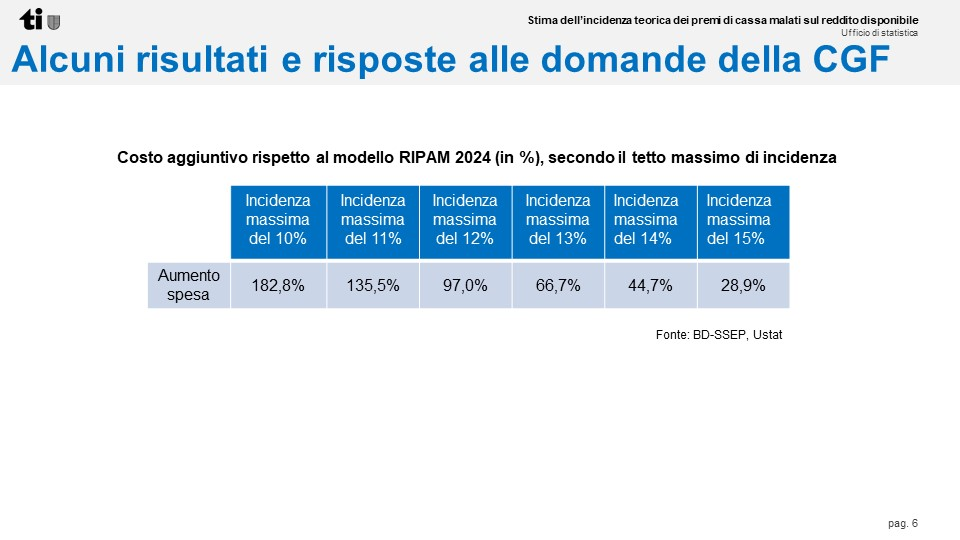 ti
Stima dell'incidenza teorica dei premi di cassa malati sul reddito disponibile
Ufficio di statistica
Alcuni risultati e risposte alle domande della CGF
Costo aggiuntivo rispetto al modello RIPAM 2024 (in %), secondo il tetto massimo di incidenza
Incidenza massima del 10%
Incidenza massima del 11%
Incidenza massima del 12%
Incidenza massima del 13%
Incidenza massima del 14%
Incidenza massima del 15%
Aumento spesa
182,8%
135,5%
97,0%
66,7%
44,7%
28,9%
Fonte: BD-SSEP, Ustat
pag. 6